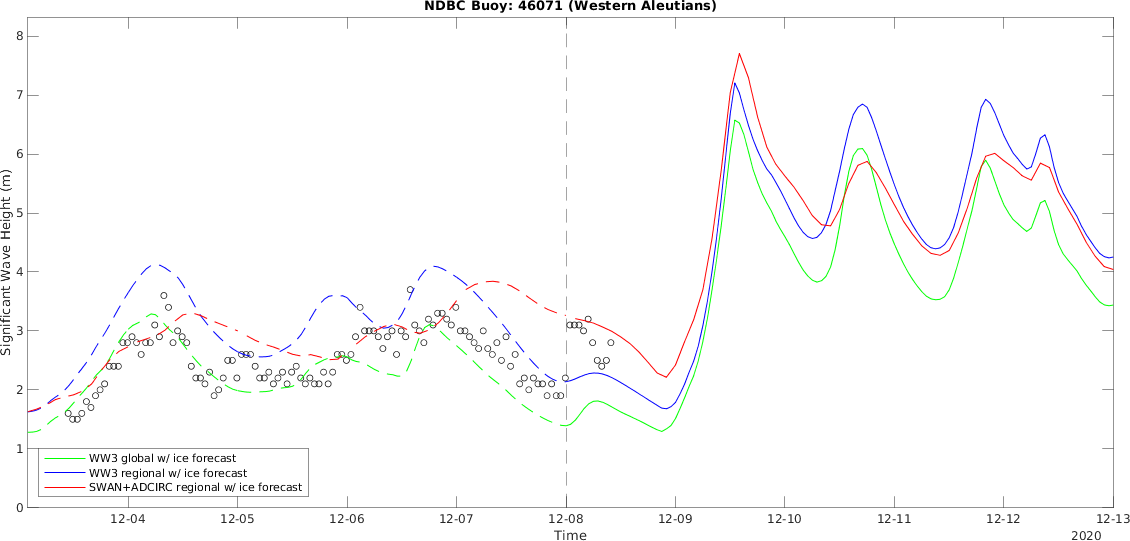 NDBC Buoy: 46071 (Western Aleutians)
Significant Wave Height (m)
8
7
6
5
4
3
2
1
0
WW3 global w/ ice forecast
WW3 regional w/ ice forecast
SWAN+ADCIRC regional w/ ice forecast
12-04 12-05 12-06 12-07 12-08 12-09 12-10 12-11 12-12 12-13
Time
2020